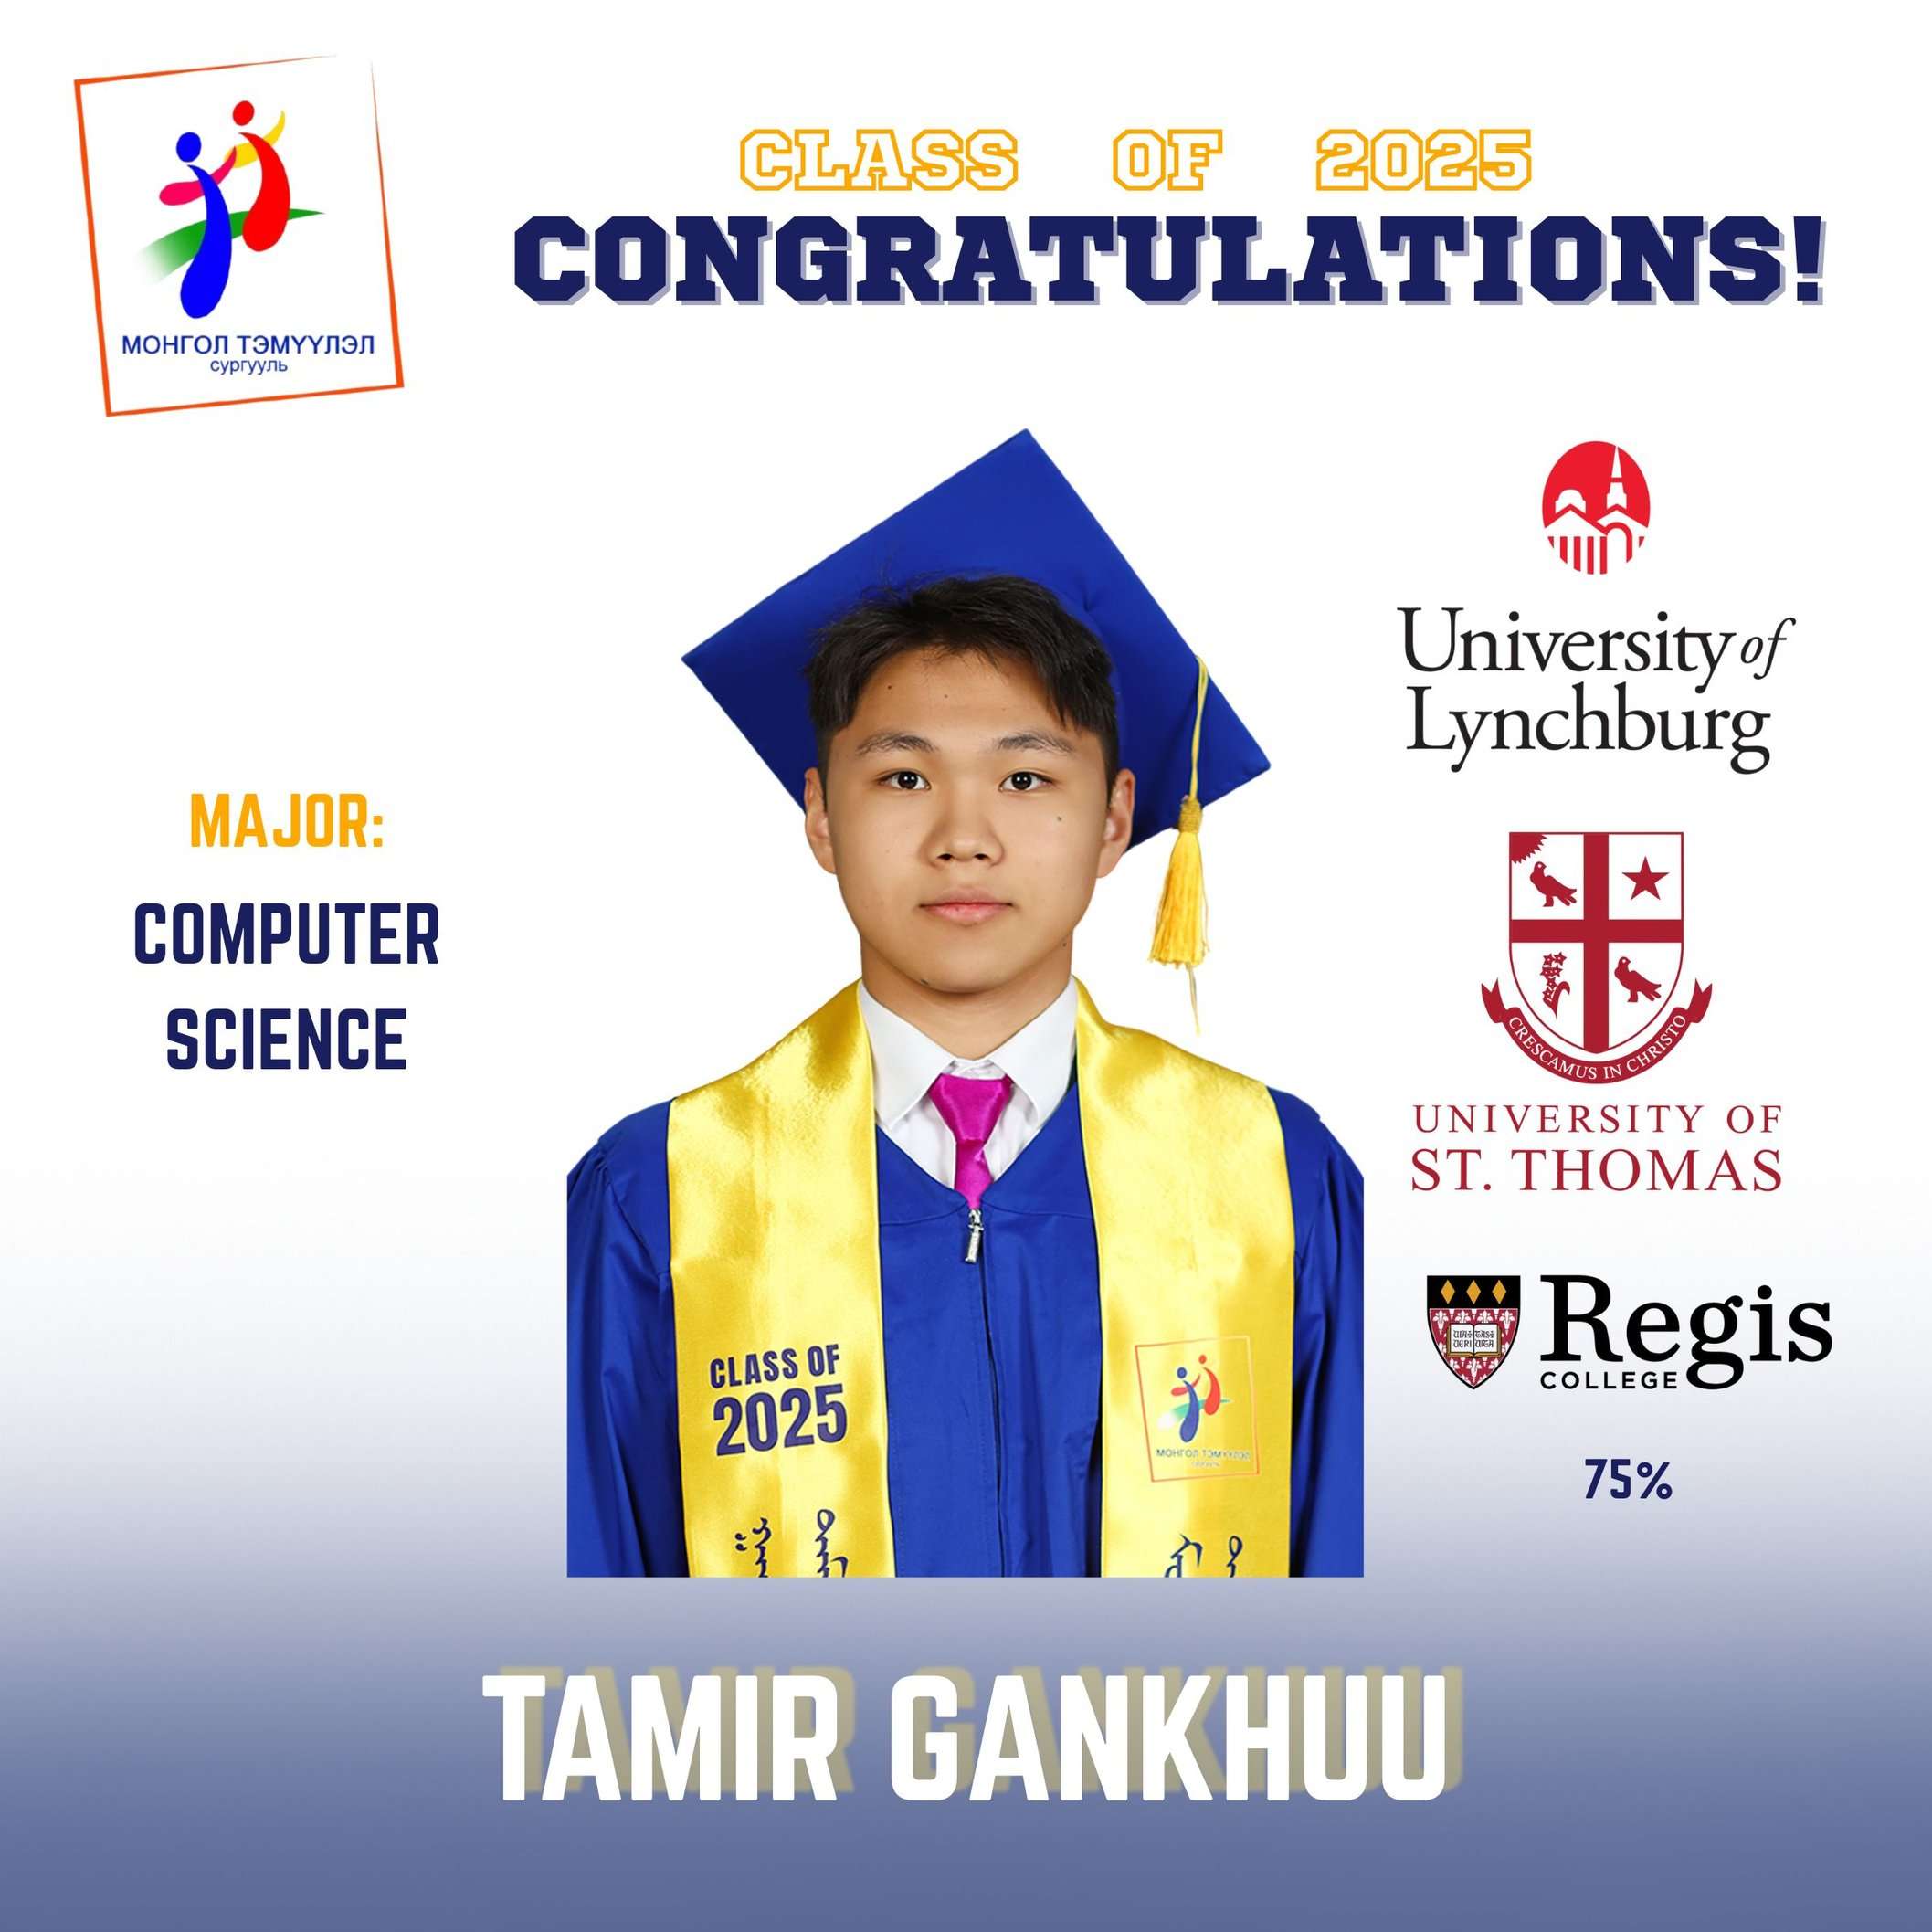 МОНГОЛ ТЭМҮҮЛЭЛ
сургууль
CLASS OF 2025
CONGRATULATIONS!
University of
Lynchburg
MAJOR:
COMPUTER
SCIENCE
CRESCAMUS IN CHRISTO
UNIVERSITY OF
ST. THOMAS
Regis
COLLEGE
75%
CLASS OF
2025
МОНГОЛ ТЭМҮҮЛЭЛ
TAMIR GANKHUU